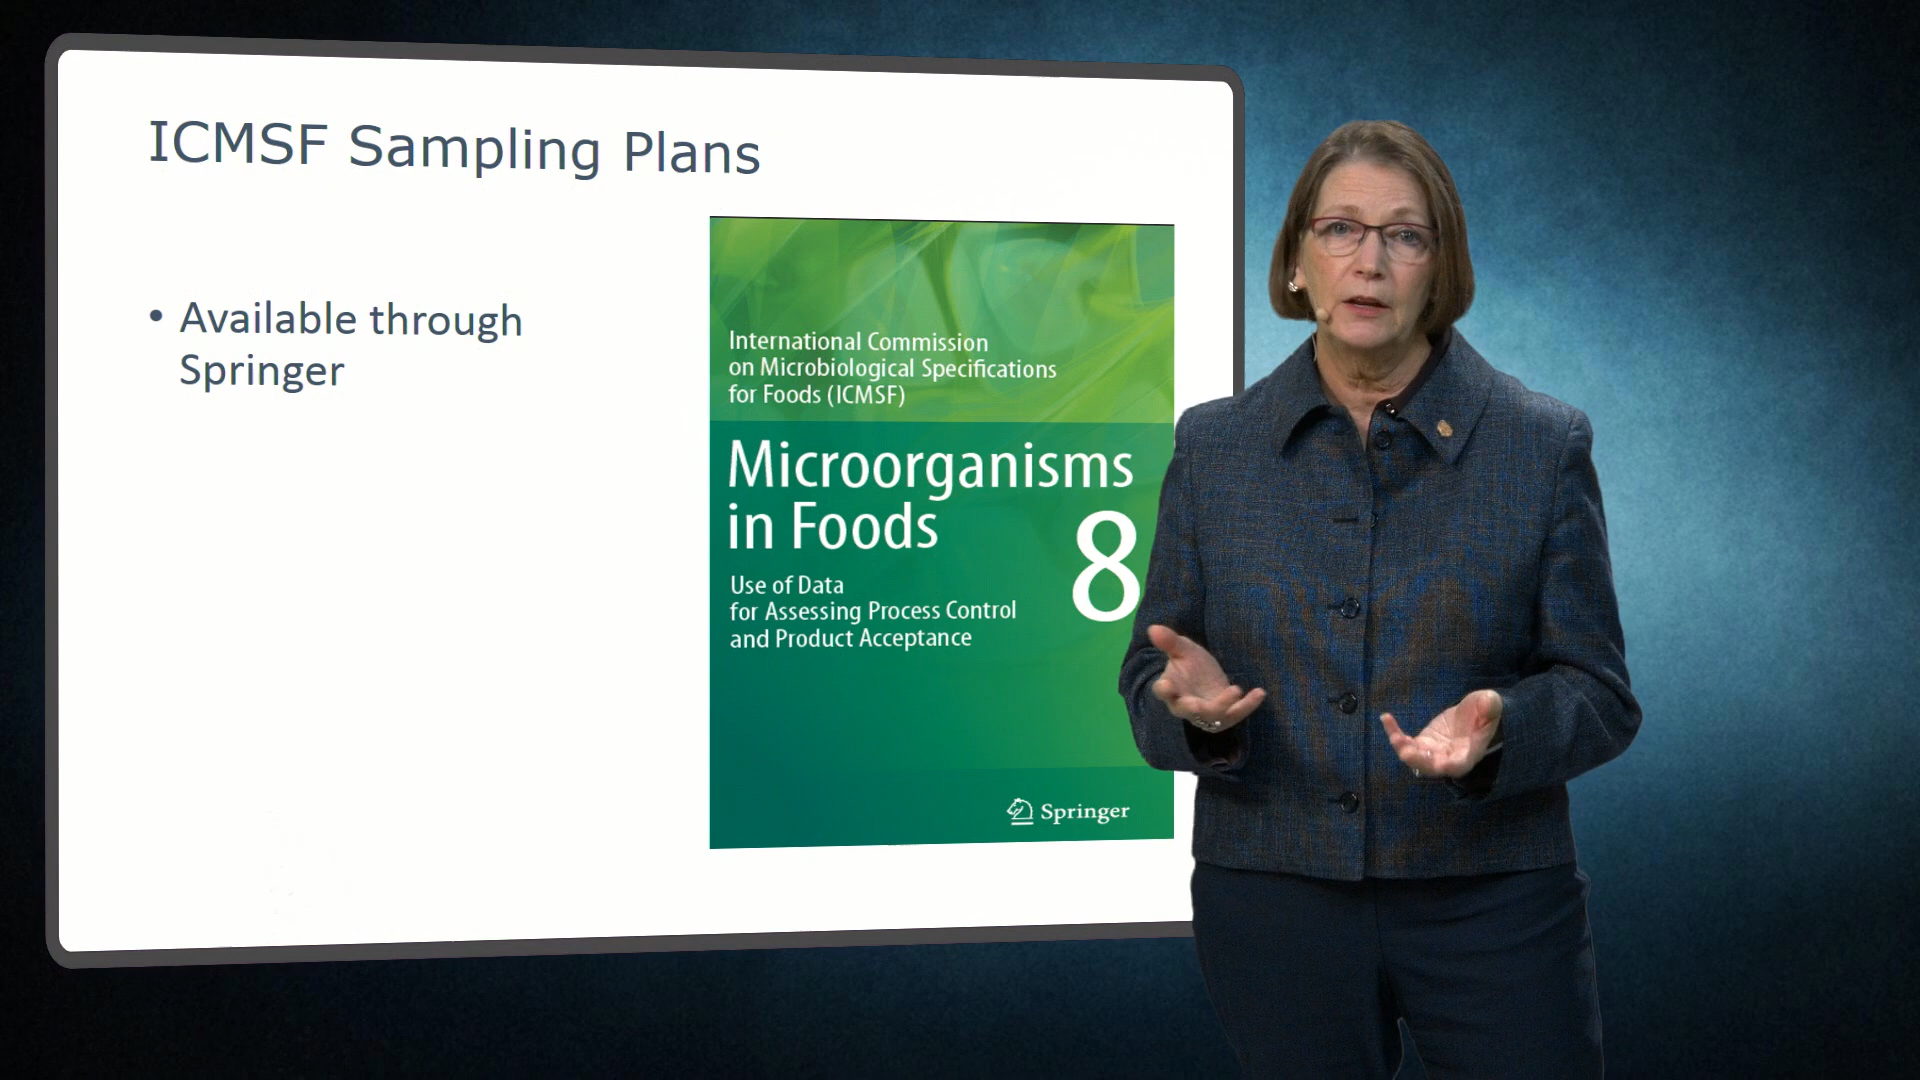 ICMSF Sampling Plans
• Available through
Springer
International Commission
on Microbiological Specifications
for Foods (ICMSF)
Microorganisms
in Foods
8
Use of Data
for Assessing Process Control
and Product Acceptance
Springer